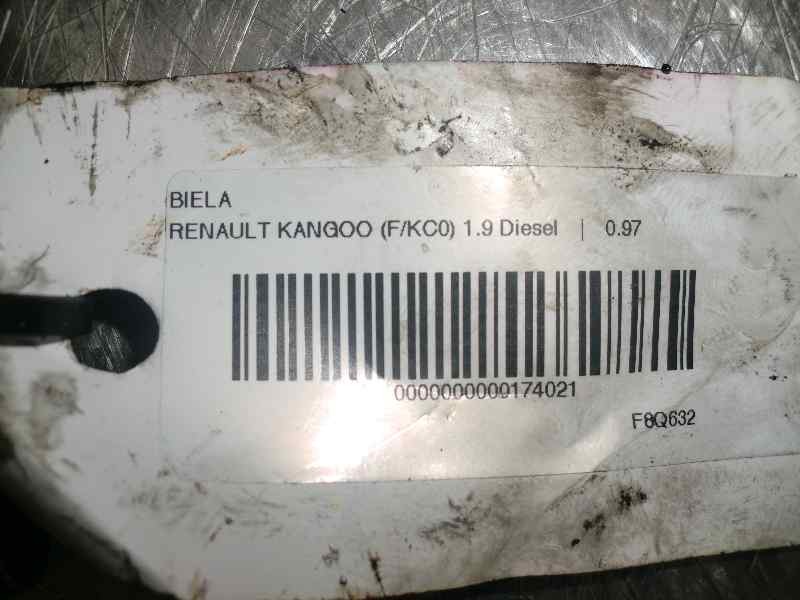 BIELA
RENAULT KANGOO (F/KC0) 1.9 Diesel | 0.97
0000000000174021
F8Q632